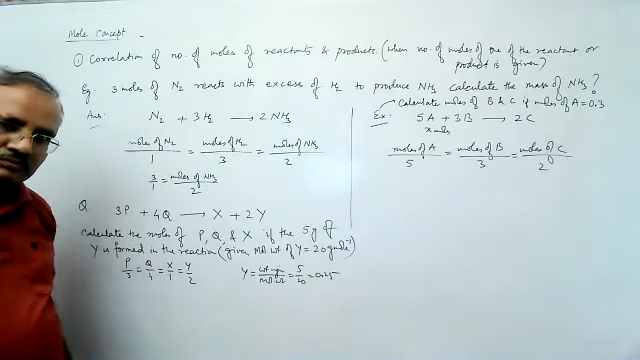 Mole Concept
① Correlation of no. of moles of reactants & products. (When no. of moles of one of the reactant or
product is given)
Eg: 3 moles of N₂ reacts with excess of H₂ to produce NH₃ calculate the mass of NH₃?
Ans: N₂ + 3H₂ ⟶ 2NH₃
moles of N₂/1 = moles of H₂/3 = moles of NH₃/2
3/1 = moles of NH₃/2
Calculate moles of B & C if moles of A = 0.3
Ex: 5A + 3B ⟶ 2C
x mols
moles of A/5 = moles of B/3 = moles of C/2
Q. 3P + 4Q ⟶ X + 2Y
Calculate the moles of P, Q, & X if the 5g of
Y is formed in the reaction (given Mol. wt of Y = 20 gmol⁻¹)
P/3 = Q/4 = X/1 = Y/2
Y = wt. g/mol. wt = 5/20 = 0.25